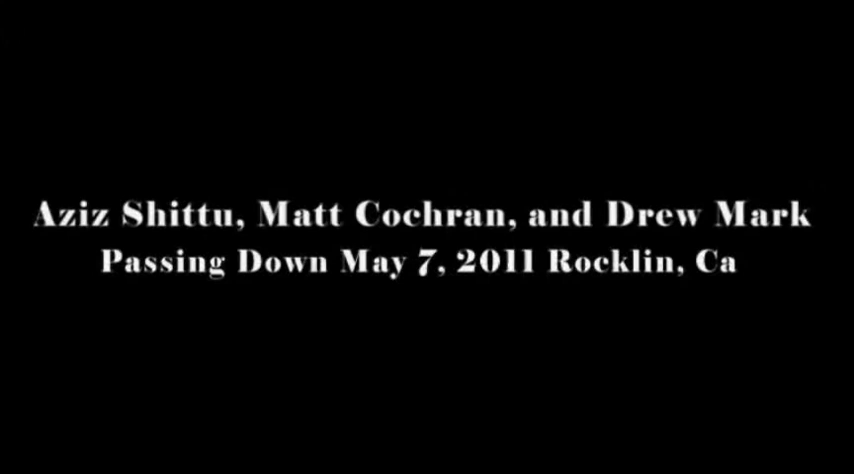 Aziz Shittu, Matt Cochran, and Drew Mark
Passing Down May 7, 2011 Rocklin, Ca